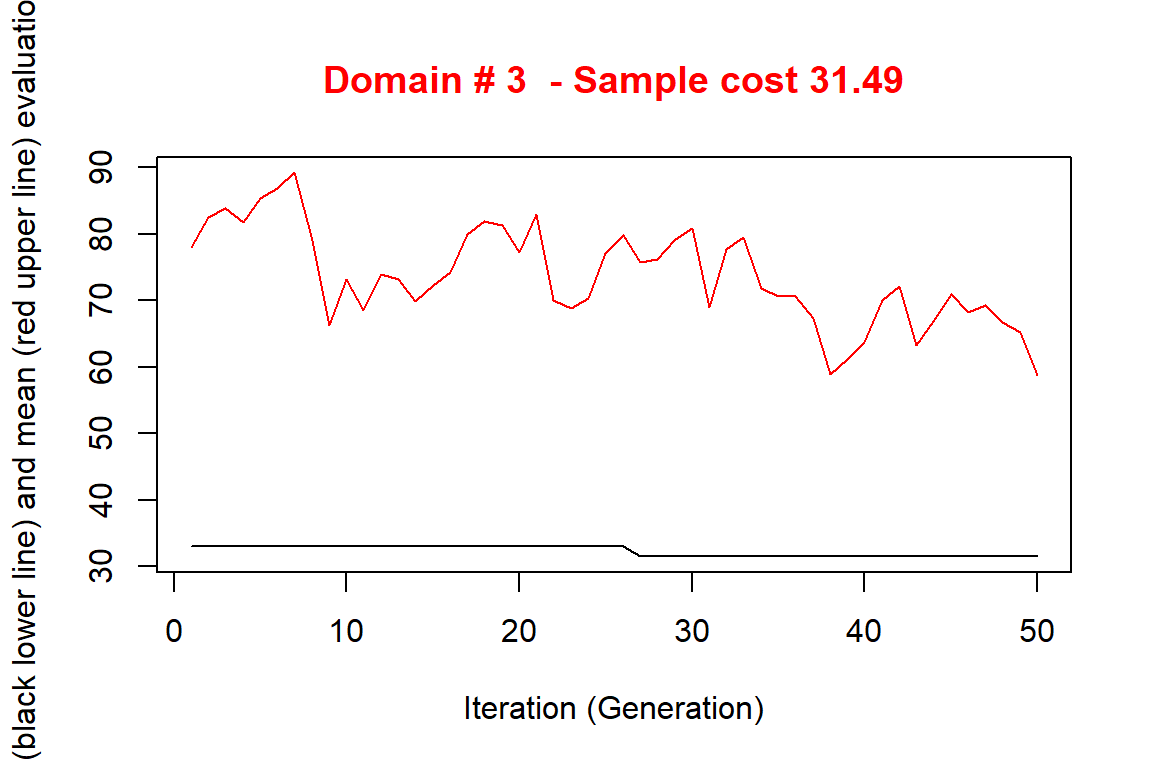 Domain # 3  - Sample cost 31.49
(black lower line) and mean (red upper line) evaluatio
90
80
70
60
50
40
30
0 10 20 30 40 50
Iteration (Generation)